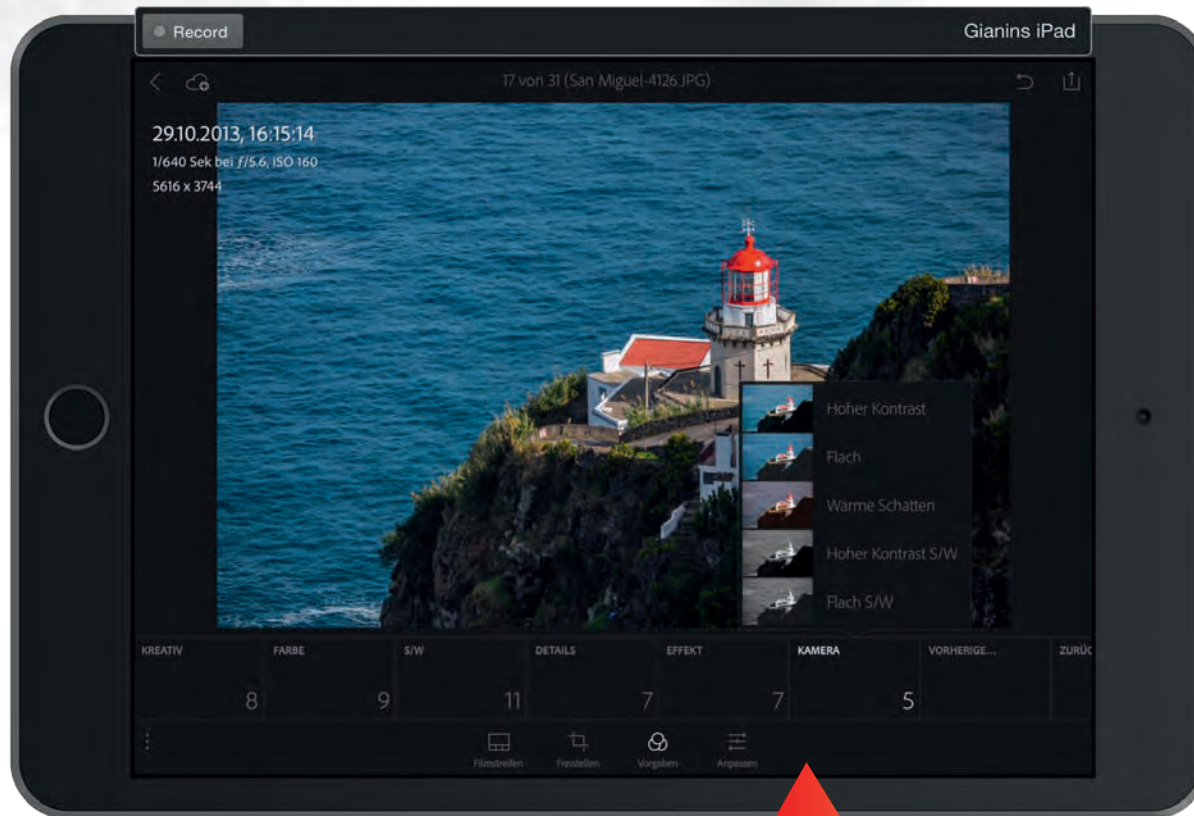 Record
Gianins iPad
17 von 31 (San Miguel-4126.JPG)
29.10.2013, 16:15:14
1/640 Sek bei ƒ/5.6, ISO 160
5616 x 3744
Hoher Kontrast
Flach
Warme Schatten
Hoher Kontrast S/W
Flach S/W
KREATIV FARBE S/W DETAILS EFFEKT KAMERA VORHERIGE... ZURÜC
8 9 11 7 7 5
Filmstreifen Freistellen Vorgaben Anpassen